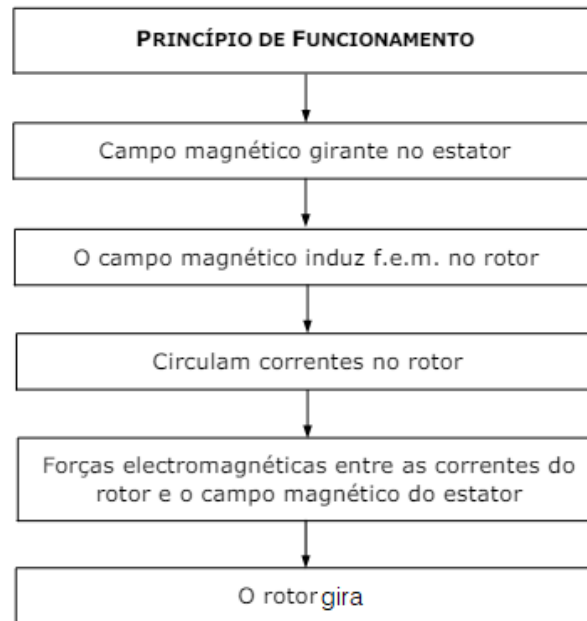 PRINCÍPIO DE FUNCIONAMENTO
Campo magnético girante no estator
O campo magnético induz f.e.m. no rotor
Circulam correntes no rotor
Forças electromagnéticas entre as correntes do
rotor e o campo magnético do estator
O rotor gira